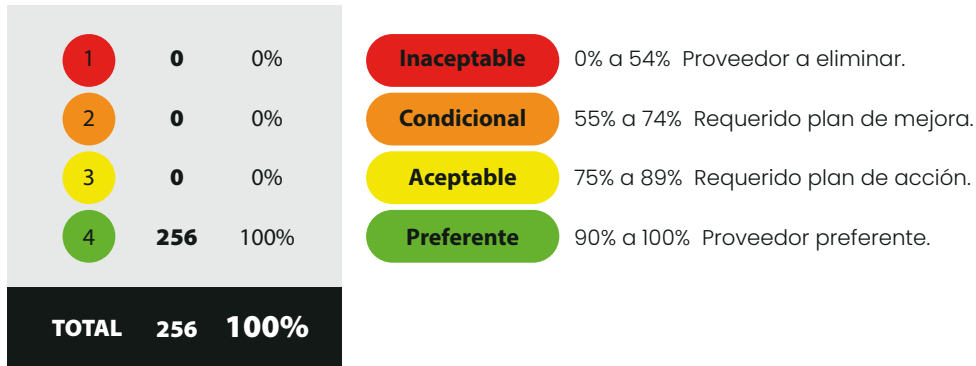 1 0 0% Inaceptable 0% a 54% Proveedor a eliminar.
2 0 0% Condicional 55% a 74% Requerido plan de mejora.
3 0 0% Aceptable 75% a 89% Requerido plan de acción.
4 256 100% Preferente 90% a 100% Proveedor preferente.
TOTAL 256 100%